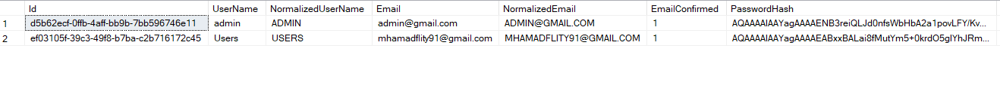 Id UserName NormalizedUserName Email NormalizedEmail EmailConfirmed PasswordHash
1 d5b62ecf-0ffb-4aff-bb9b-7bb596746e11 admin ADMIN admin@gmail.com ADMIN@GMAIL.COM 1 AQAAAAIAAYagAAAAENB3reiQLJd0nfsWbHbA2a1povLFY/Kv...
2 ef03105f-39c3-49f8-b7ba-c2b716172c45 Users USERS mhamadflity91@gmail.com MHAMADFLITY91@GMAIL.COM 1 AQAAAAIAAYagAAAAEABxxBALai8fMutYm5+0krdO5gIYhJRm...